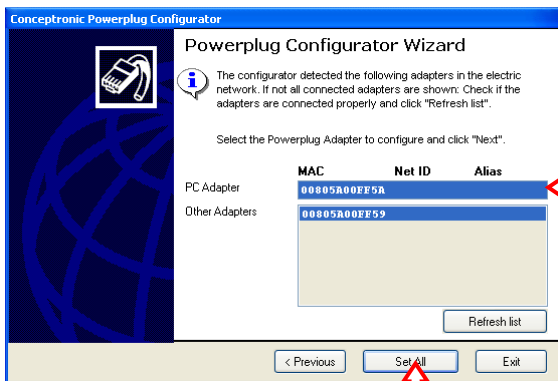 Conceptronic Powerplug Configurator
Powerplug Configurator Wizard
The configurator detected the following adapters in the electric
network. If not all connected adapters are shown: Check if the
adapters are connected properly and click "Refresh list".
Select the Powerplug Adapter to configure and click "Next".
MAC Net ID Alias
PC Adapter 00805A00FF5A
Other Adapters 00805A00FF59
Refresh list
< Previous Set All Exit